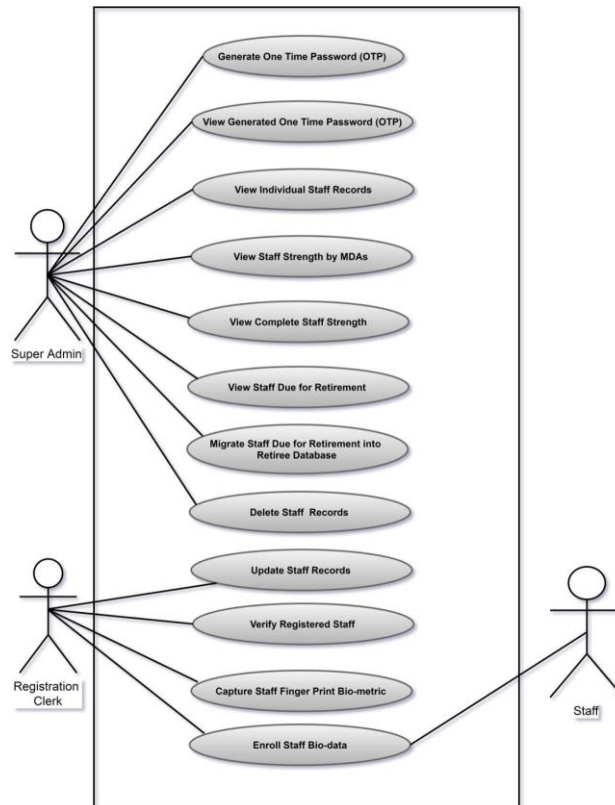 Generate One Time Password (OTP)
View Generated One Time Password (OTP)
View Individual Staff Records
View Staff Strength by MDAs
View Complete Staff Strength
Super Admin
View Staff Due for Retirement
Migrate Staff Due for Retirement into
Retiree Database
Delete Staff Records
Update Staff Records
Verify Registered Staff
Registration
Clerk
Capture Staff Finger Print Bio-metric
Staff
Enroll Staff Bio-data